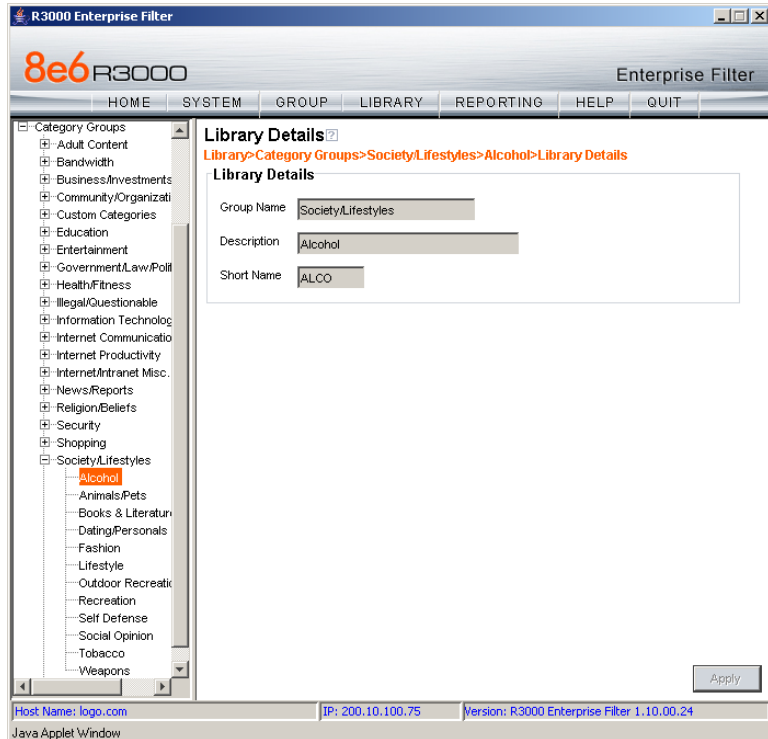 R3000 Enterprise Filter
8e6 R3000
Enterprise Filter
HOME SYSTEM GROUP LIBRARY REPORTING HELP QUIT
Category Groups
Adult Content
Bandwidth
Business/Investments
Community/Organizati
Custom Categories
Education
Entertainment
Government/Law/Polit
Health/Fitness
Illegal/Questionable
Information Technolog
Internet Communicatio
Internet Productivity
Internet/Intranet Misc.
News/Reports
Religion/Beliefs
Security
Shopping
Society/Lifestyles
Alcohol
Animals/Pets
Books & Literature
Dating/Personals
Fashion
Lifestyle
Outdoor Recreatio
Recreation
Self Defense
Social Opinion
Tobacco
Weapons
Library Details
Library>Category Groups>Society/Lifestyles>Alcohol>Library Details
Library Details
Group Name Society/Lifestyles
Description Alcohol
Short Name ALCO
Apply
Host Name: logo.com IP: 200.10.100.75 Version: R3000 Enterprise Filter 1.10.00.24
Java Applet Window